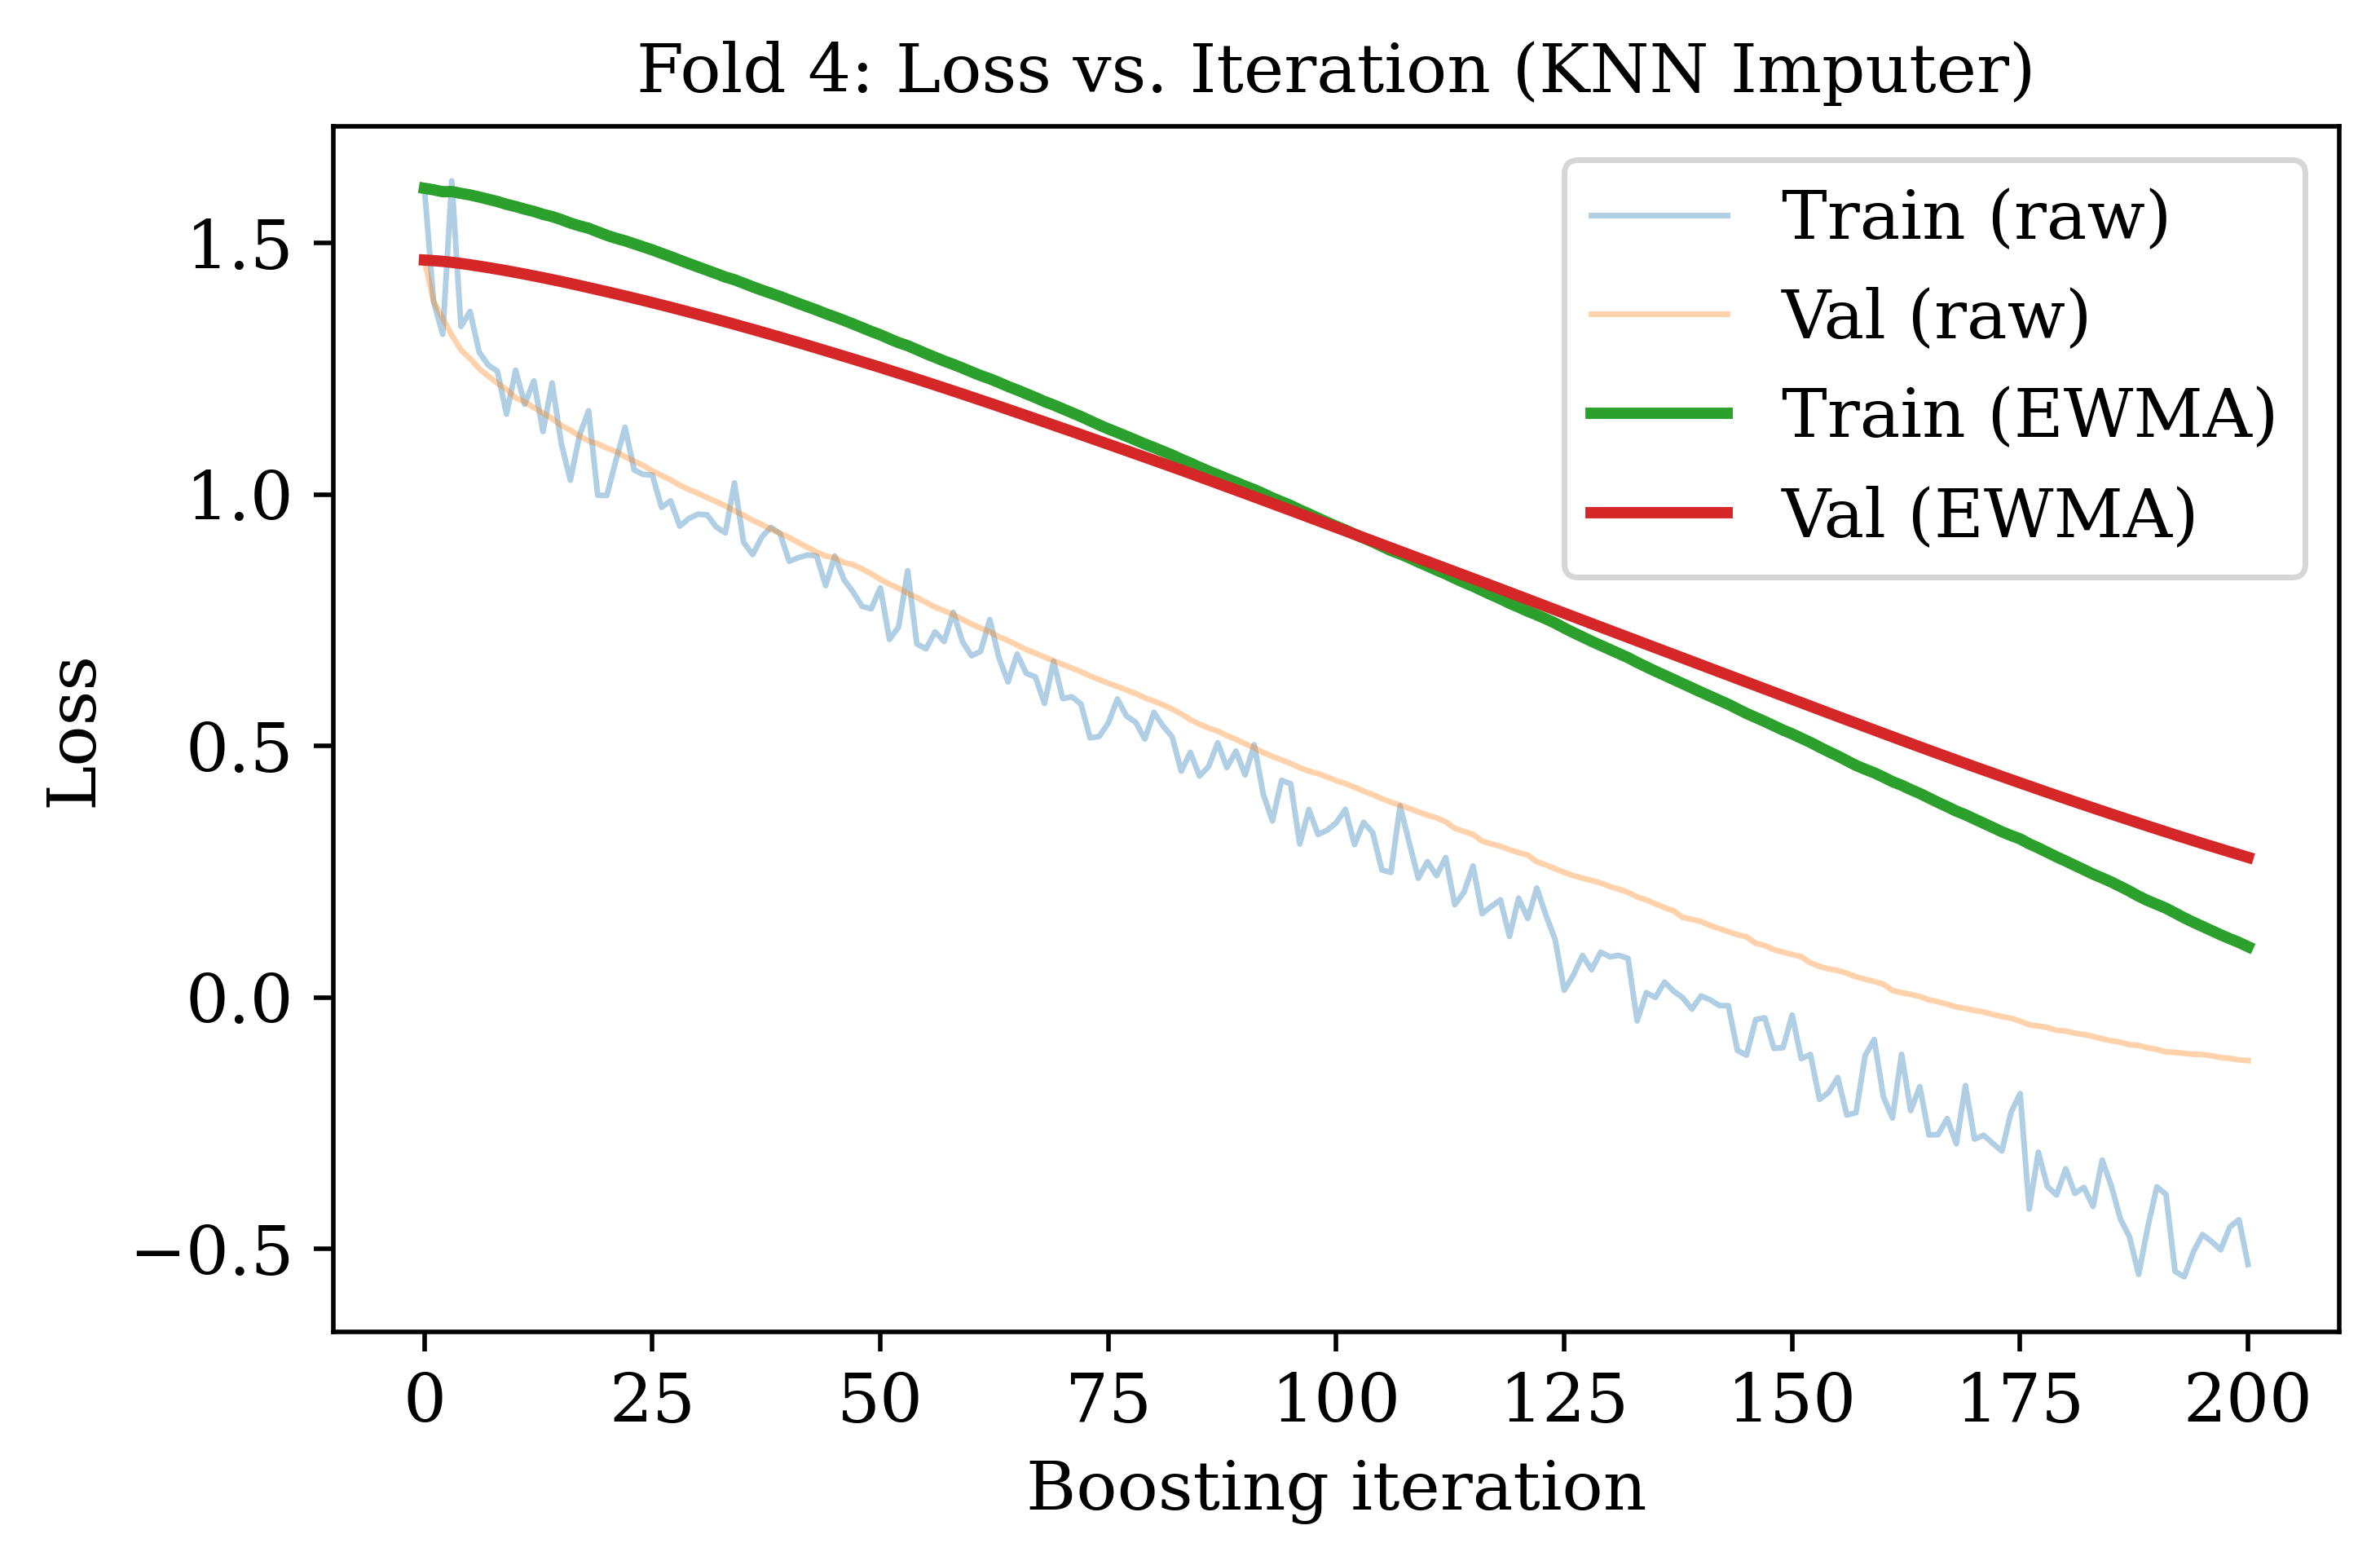 Fold 4: Loss vs. Iteration (KNN Imputer)
Train (raw)
Val (raw)
Train (EWMA)
Val (EWMA)
Loss
1.5
1.0
0.5
0.0
−0.5
0 25 50 75 100 125 150 175 200
Boosting iteration